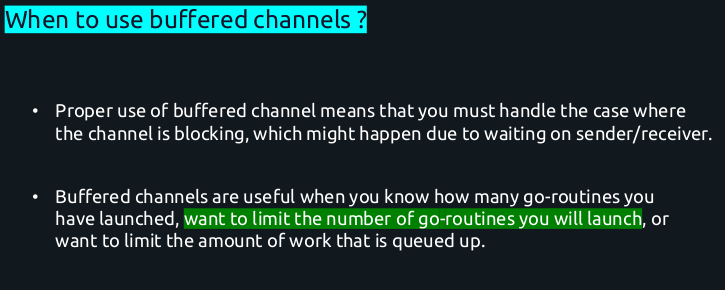 When to use buffered channels ?
• Proper use of buffered channel means that you must handle the case where
the channel is blocking, which might happen due to waiting on sender/receiver.
• Buffered channels are useful when you know how many go-routines you
have launched, want to limit the number of go-routines you will launch, or
want to limit the amount of work that is queued up.